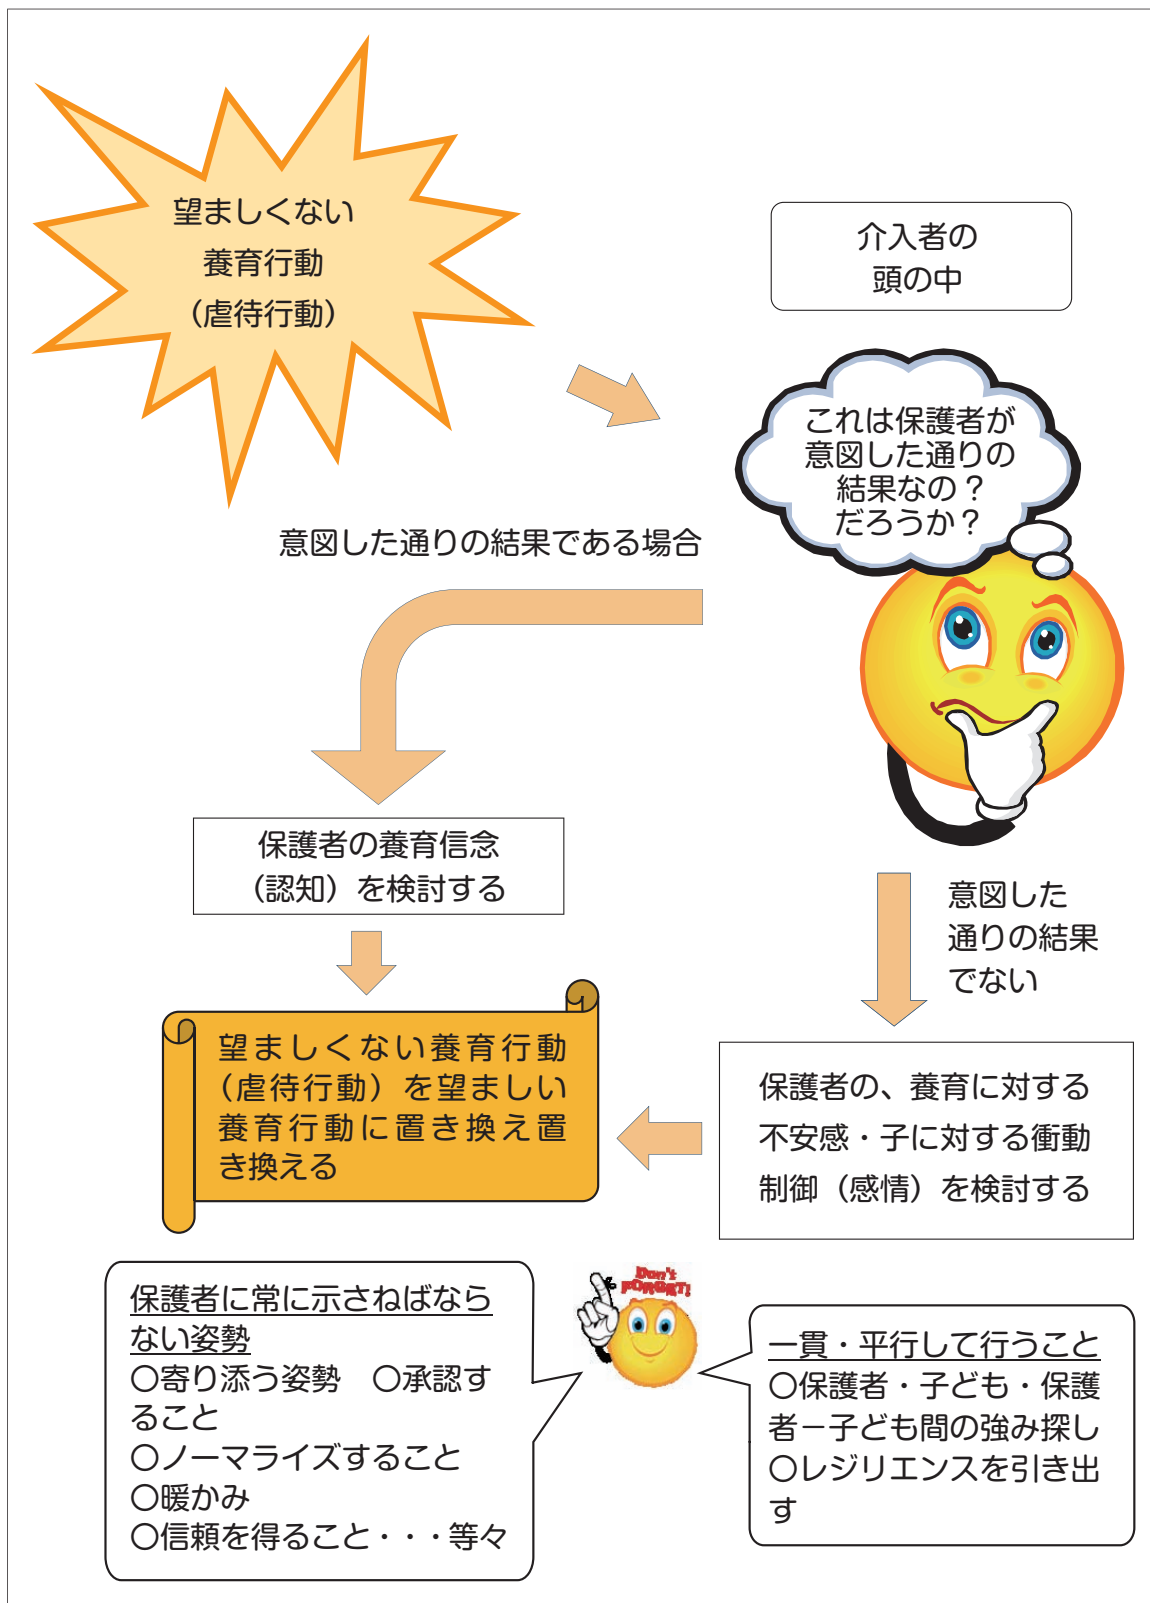 望ましくない
養育行動
（虐待行動）
介入者の
頭の中
これは保護者が
意図した通りの
結果なの？
だろうか？
意図した通りの結果である場合
保護者の養育信念
（認知）を検討する
意図した
通りの結果
でない
望ましくない養育行動
（虐待行動）を望ましい
養育行動に置き換え置
き換える
保護者の、養育に対する
不安感・子に対する衝動
制御（感情）を検討する
保護者に常に示さねばなら
ない姿勢
○寄り添う姿勢　○承認す
ること
○ノーマライズすること
○暖かみ
○信頼を得ること・・・等々
Don't
FORGET!
一貫・平行して行うこと
○保護者・子ども・保護
者－子ども間の強み探し
○レジリエンスを引き出
す